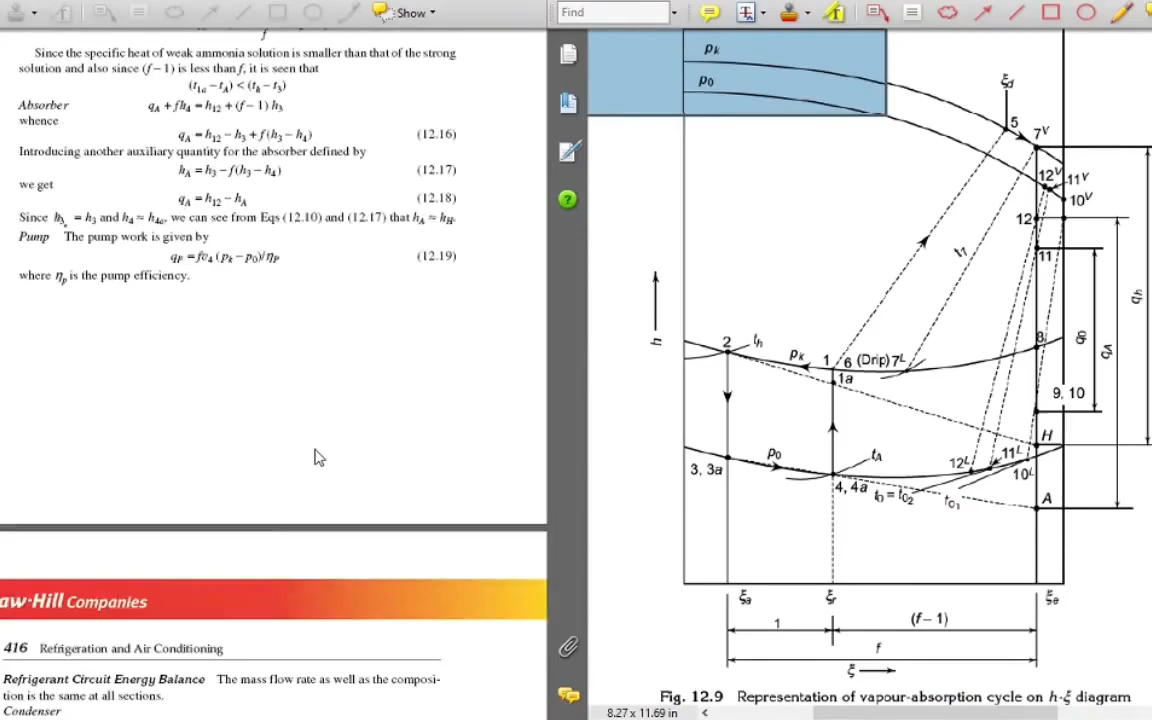 Show
Find
f
Since the specific heat of weak ammonia solution is smaller than that of the strong
solution and also since (f – 1) is less than f, it is seen that
(t1a – tA) < (th – t3)
Absorber qA + fh4 = h12 + (f – 1) h3
whence
qA = h12 – h3 + f (h3 – h4) (12.16)
Introducing another auxiliary quantity for the absorber defined by
hA = h3 – f(h3 – h4) (12.17)
we get
qA = h12 – hA (12.18)
Since h3a = h3 and h4 ≈ h4a, we can see from Eqs (12.10) and (12.17) that hA ≈ hH.
Pump The pump work is given by
qP = fv4 (pk – p0)/ηP (12.19)
where ηp is the pump efficiency.
aw·Hill Companies
416 Refrigeration and Air Conditioning
Refrigerant Circuit Energy Balance The mass flow rate as well as the composi-
tion is the same at all sections.
Condenser
pk
p0
ξd
5
7V
12V
11V
10V
12
11
t7
h
qh
q0
qA
2
th
pk
1
6 (Drip)
7L
8
1a
9, 10
H
3, 3a
p0
tA
12L
11L
10L
4, 4a
t0 = t02
t01
A
ξa
ξr
ξe
1
(f – 1)
f
ξ
Fig. 12.9 Representation of vapour-absorption cycle on h-ξ diagram
8.27 x 11.69 in